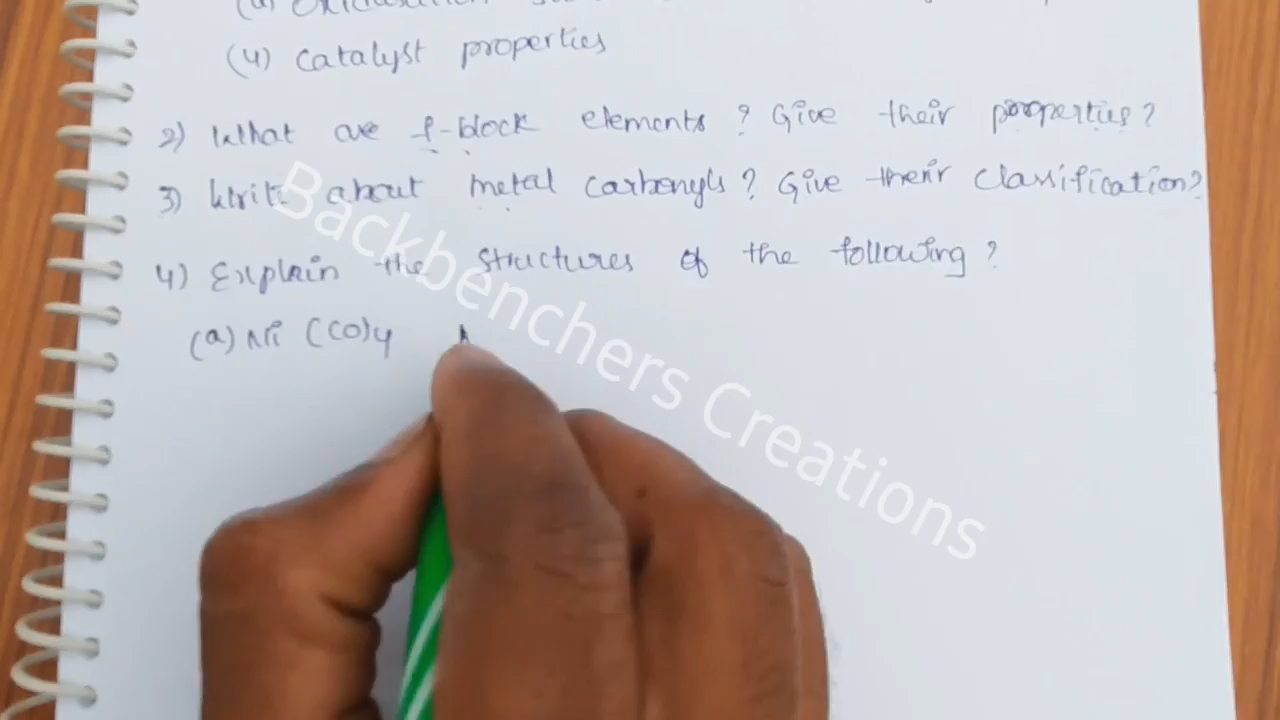 (4) Catalyst properties
2) What are f-block elements ? Give their properties?
3) Write about metal carbonyls ? Give their classification?
4) Explain the structures of the following ?
(a) Ni (CO)4
Backbenchers Creations